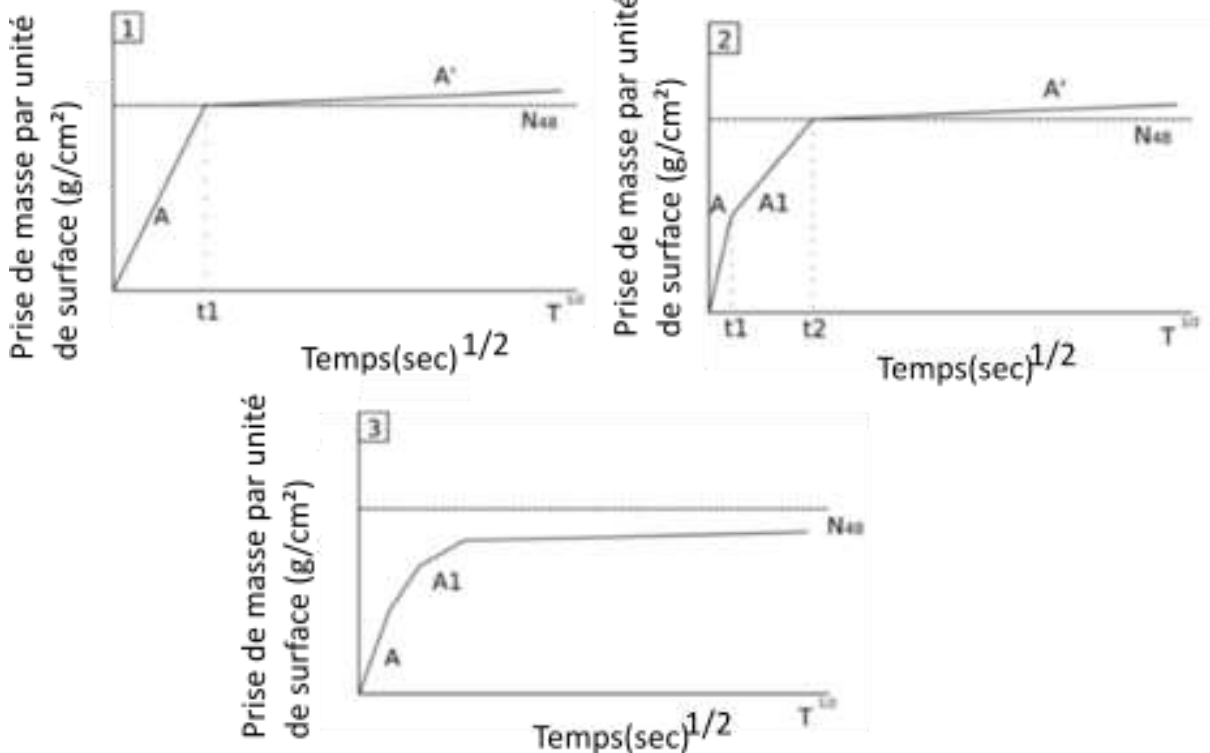 1
Prise de masse par unité
de surface (g/cm²)
A
A'
N48
t1
T
Temps(sec)1/2
2
Prise de masse par unité
de surface (g/cm²)
A
A1
A'
N48
t1
t2
T
Temps(sec)1/2
3
Prise de masse par unité
de surface (g/cm²)
A
A1
N48
T
Temps(sec)1/2